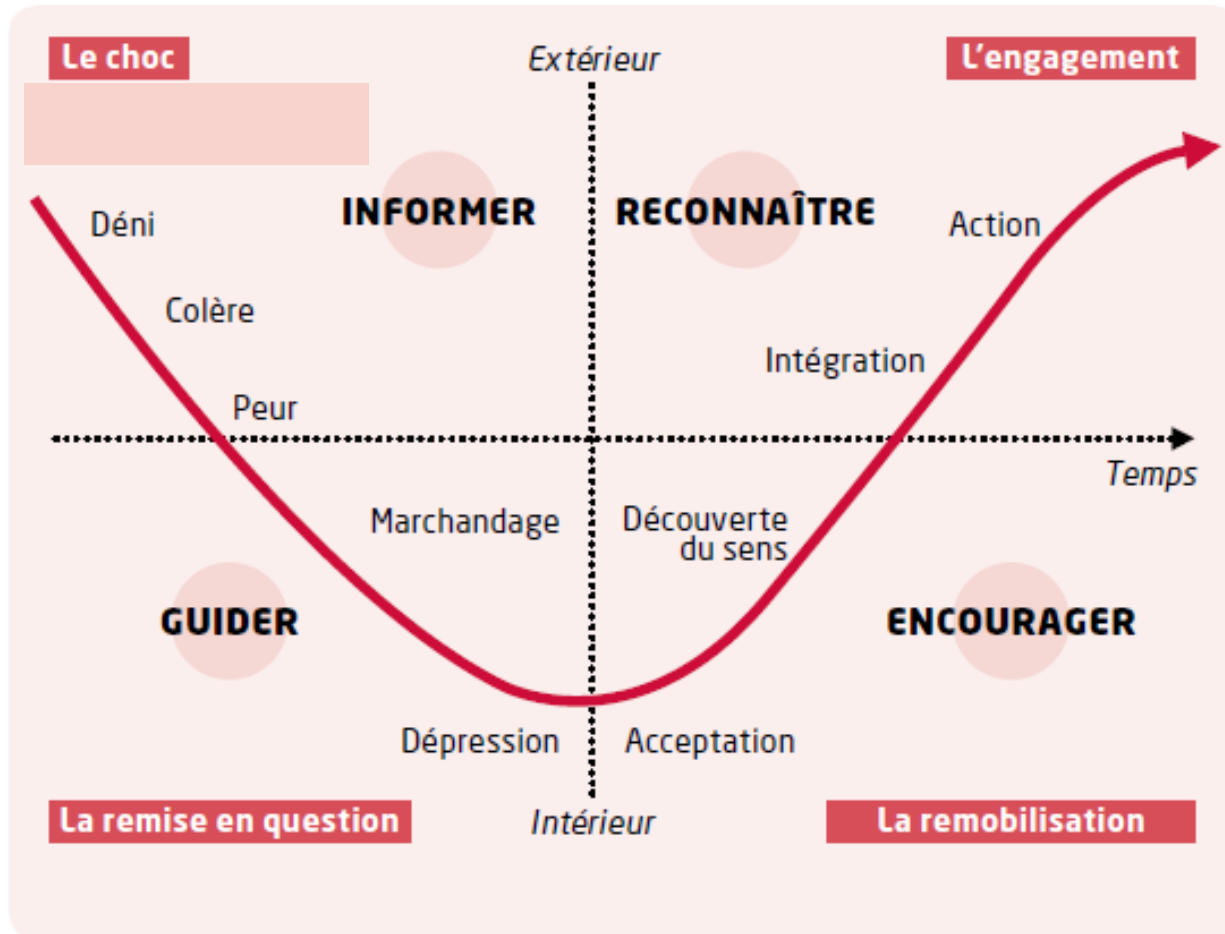 Le choc
Extérieur
L'engagement
INFORMER
RECONNAÎTRE
Déni
Action
Colère
Intégration
Peur
Temps
Marchandage
Découverte
du sens
GUIDER
ENCOURAGER
Dépression
Acceptation
La remise en question
Intérieur
La remobilisation